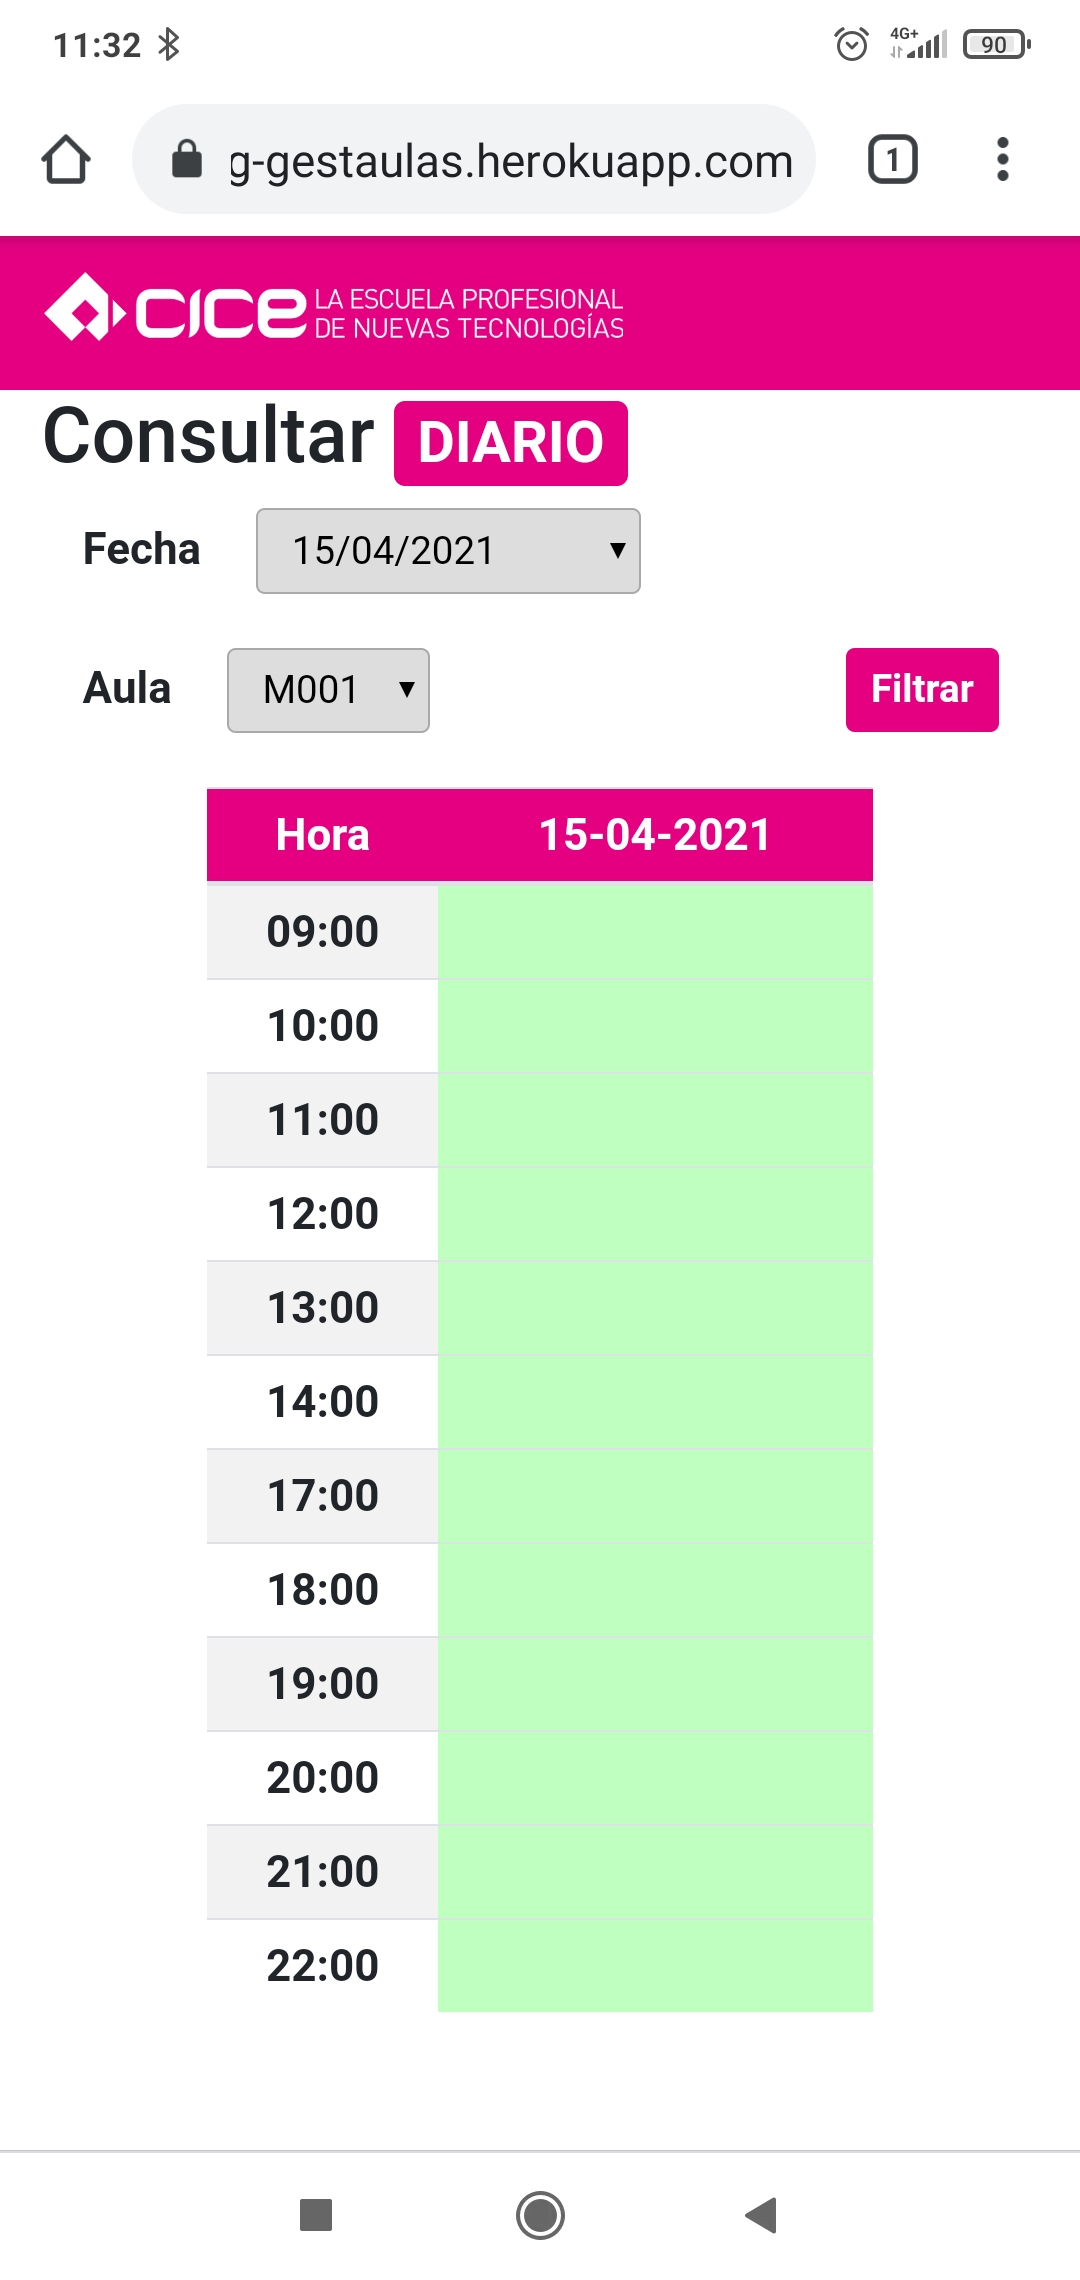 11:32
4G+
90
g-gestaulas.herokuapp.com
1
cice LA ESCUELA PROFESIONAL
DE NUEVAS TECNOLOGÍAS
Consultar DIARIO
Fecha 15/04/2021
Aula M001 Filtrar
Hora 15-04-2021
09:00
10:00
11:00
12:00
13:00
14:00
17:00
18:00
19:00
20:00
21:00
22:00